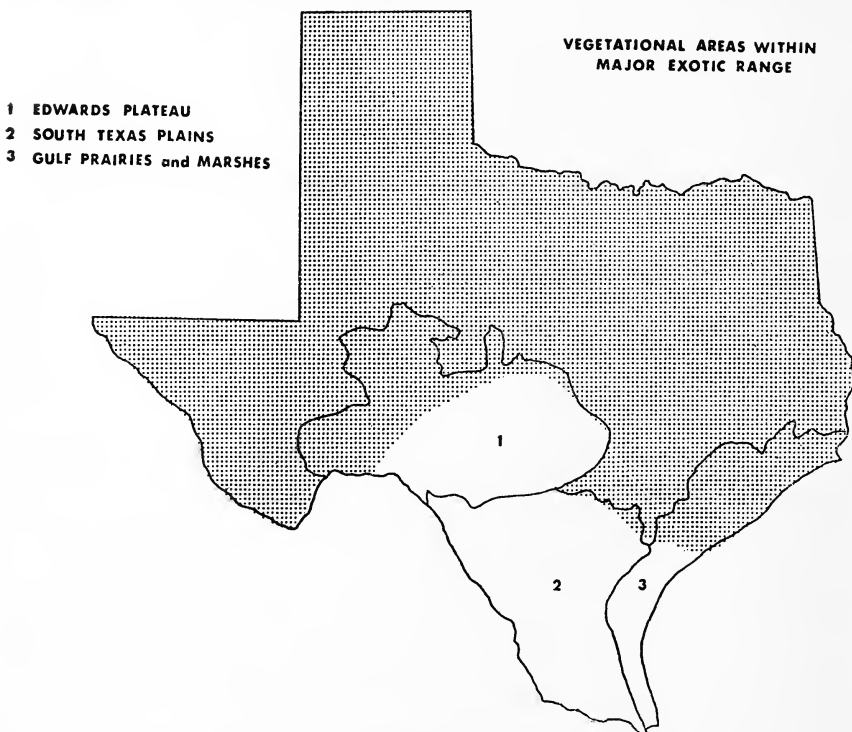 VEGETATIONAL AREAS WITHIN
MAJOR EXOTIC RANGE
1 EDWARDS PLATEAU
2 SOUTH TEXAS PLAINS
3 GULF PRAIRIES and MARSHES
1
2
3